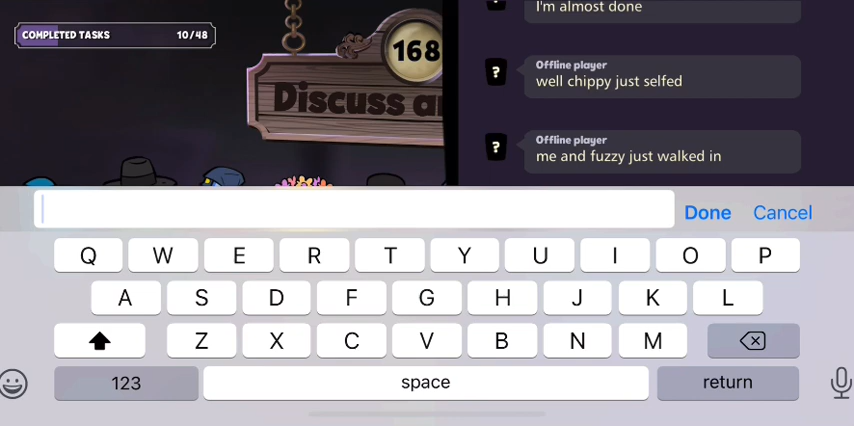 I'm almost done
COMPLETED TASKS 10/48
168
Offline player
well chippy just selfed
Discuss a
?
Offline player
me and fuzzy just walked in
?
Done Cancel
Q W E R T Y U I O P
A S D F G H J K L
Z X C V B N M
123 space return